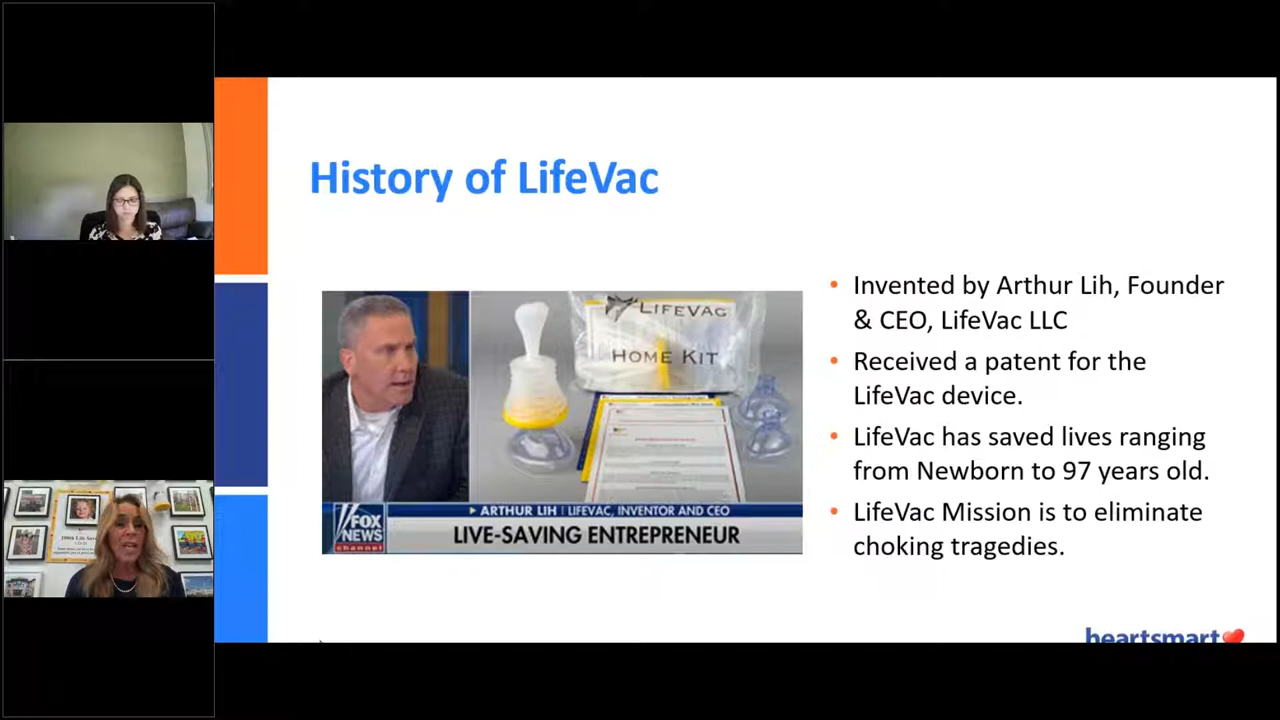 History of LifeVac
LIFEVAC
HOME KIT
ARTHUR LIH | LIFEVAC, INVENTOR AND CEO
LIVE-SAVING ENTREPRENEUR
FOX
NEWS
channel
• Invented by Arthur Lih, Founder
& CEO, LifeVac LLC
• Received a patent for the
LifeVac device.
• LifeVac has saved lives ranging
from Newborn to 97 years old.
• LifeVac Mission is to eliminate
choking tragedies.
heartsmart